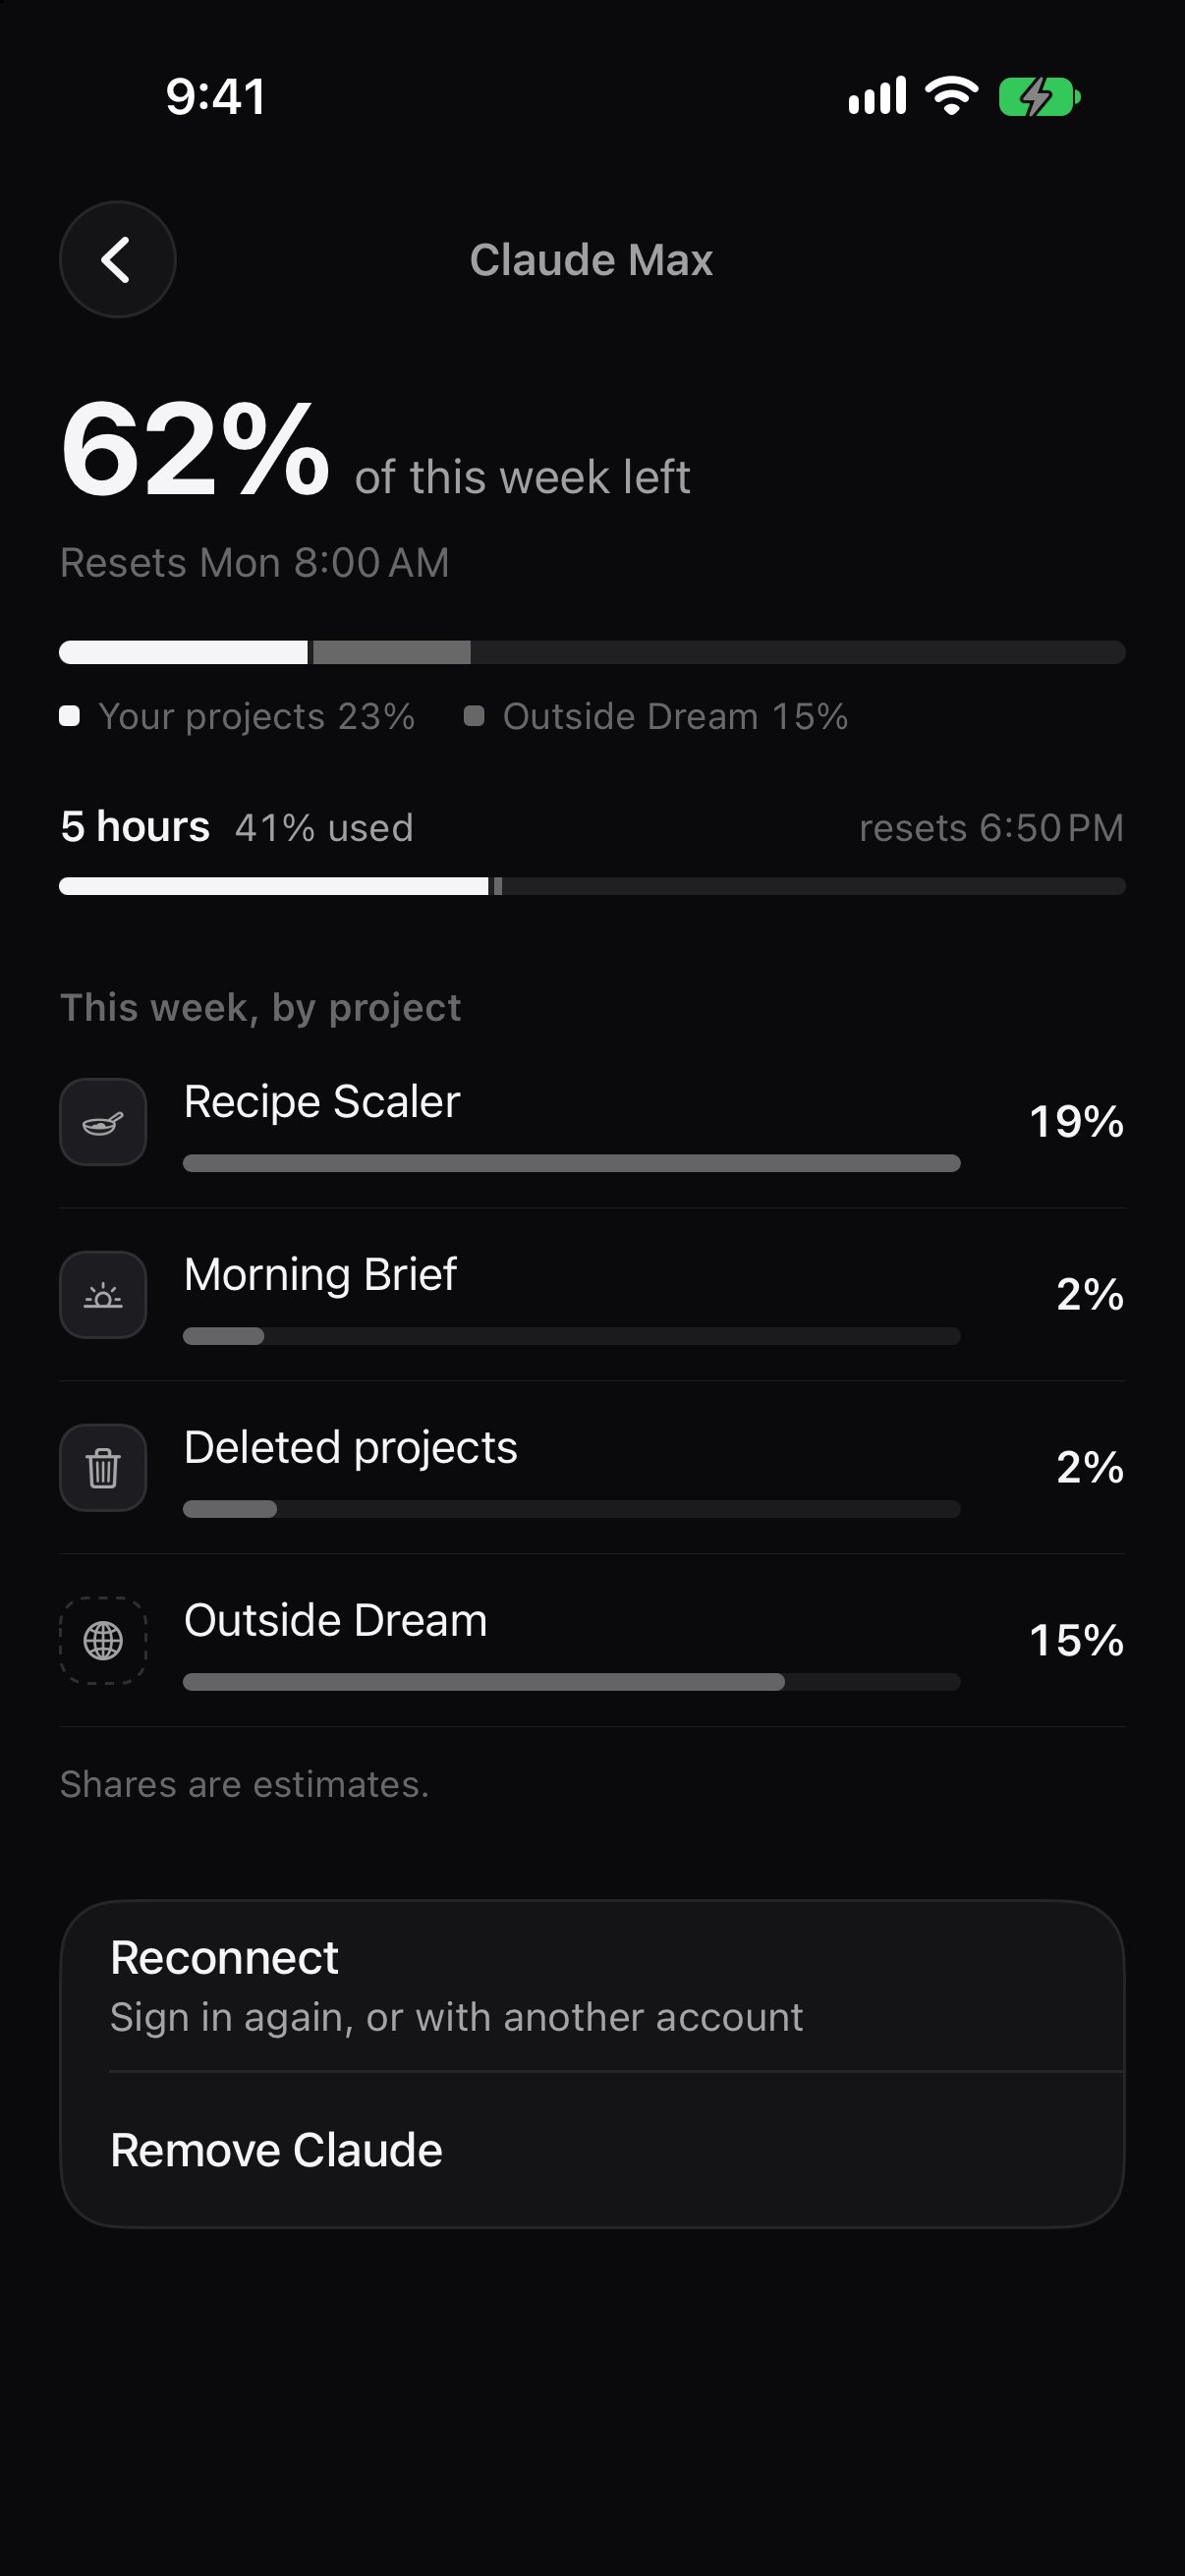 9:41
Claude Max
62% of this week left
Resets Mon 8:00 AM
Your projects 23% Outside Dream 15%
5 hours 41% used resets 6:50 PM
This week, by project
Recipe Scaler 19%
Morning Brief 2%
Deleted projects 2%
Outside Dream 15%
Shares are estimates.
Reconnect
Sign in again, or with another account
Remove Claude